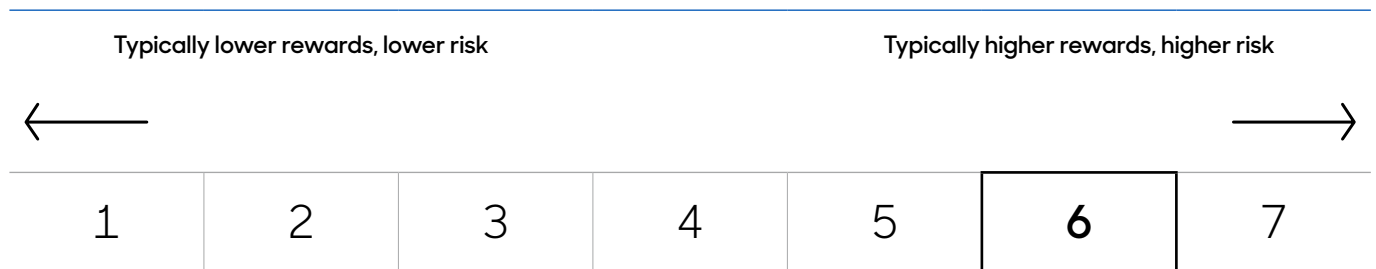 Typically lower rewards, lower risk Typically higher rewards, higher risk
1 2 3 4 5 6 7